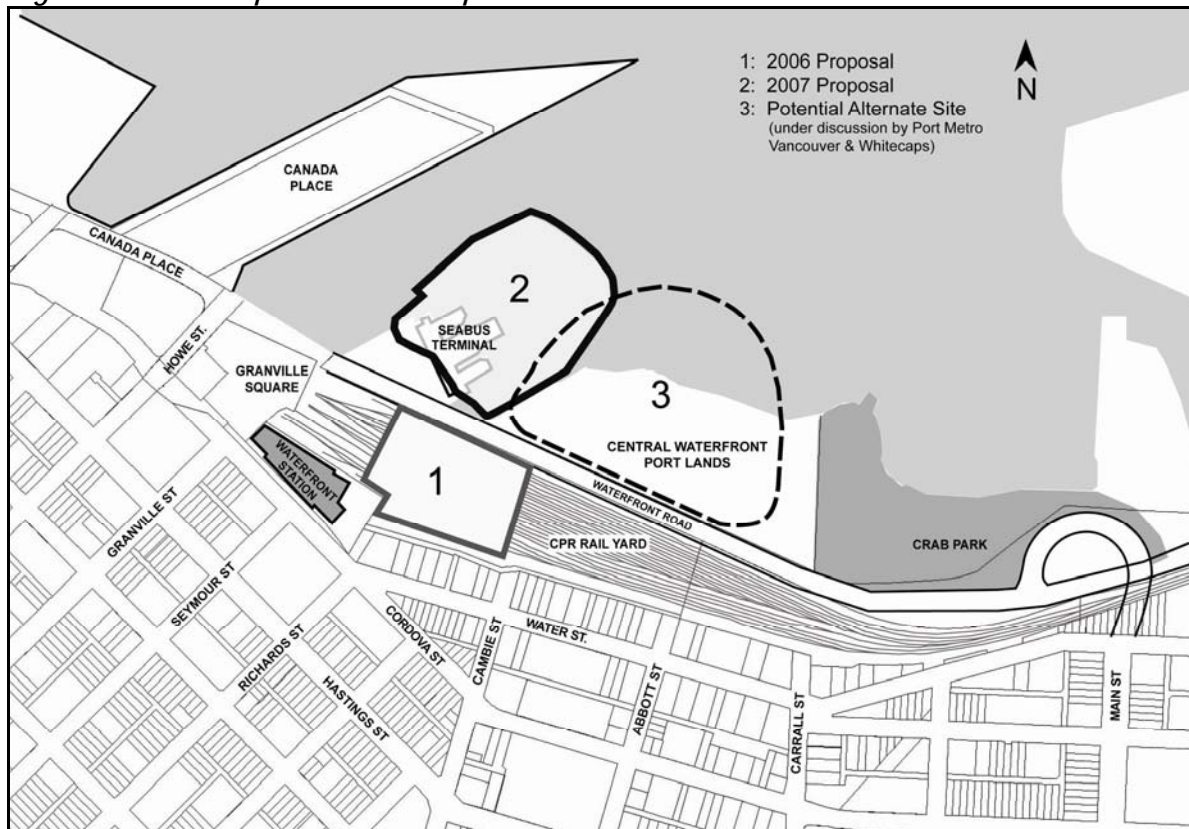 1: 2006 Proposal
2: 2007 Proposal
3: Potential Alternate Site
(under discussion by Port Metro
Vancouver & Whitecaps)
N
CANADA
PLACE
CANADA PLACE
HOWE ST.
2
SEABUS
TERMINAL
GRANVILLE
SQUARE
3
CENTRAL WATERFRONT
PORT LANDS
1
WATERFRONT
STATION
WATERFRONT ROAD
CPR RAIL YARD
CRAB PARK
GRANVILLE ST
SEYMOUR ST
RICHARDS ST
HASTINGS ST
CORDOVA ST
CAMBIE ST
WATER ST.
ABBOTT ST
CARRALL ST
MAIN ST